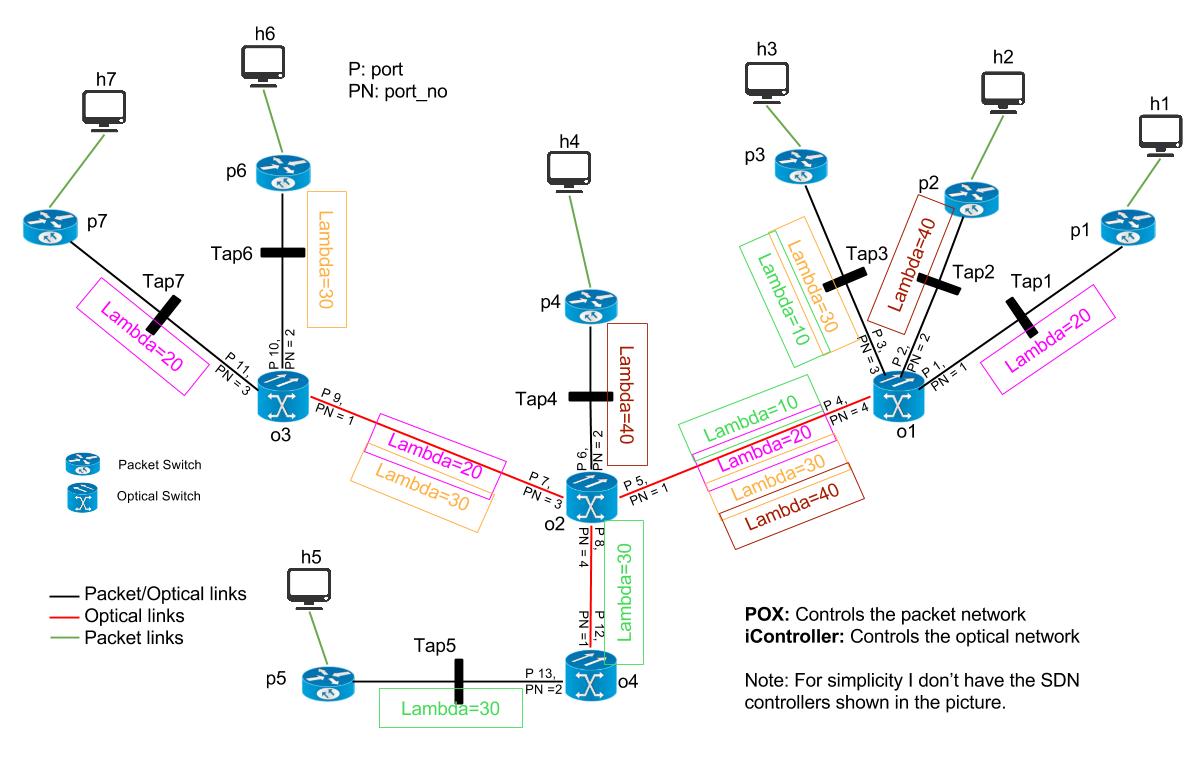 h6
h3
h2
h7
P: port
PN: port_no
h1
h4
p6
p3
p2
p7
p1
Lambda=30
Tap6
Lambda=40
Tap3
Lambda=30
Lambda=10
Tap2
Tap7
Tap1
Lambda=20
Lambda=20
p4
P 10,
PN = 2
P 11,
PN = 3
P 3,
PN = 3
P 2,
PN = 2
P 1,
PN = 1
Lambda=40
Tap4
P 9,
PN = 1
P 4,
PN = 4
o3
o1
Lambda=10
Lambda=20
Lambda=30
Lambda=40
Lambda=20
Lambda=30
P 6,
PN = 2
P 7,
PN = 3
P 5,
PN = 1
Packet Switch
Optical Switch
o2
P 8,
PN = 4
Lambda=30
h5
Packet/Optical links
Optical links
Packet links
P 12,
PN =1
POX: Controls the packet network
iController: Controls the optical network
Tap5
p5
P 13,
PN =2
o4
Lambda=30
Note: For simplicity I don't have the SDN
controllers shown in the picture.